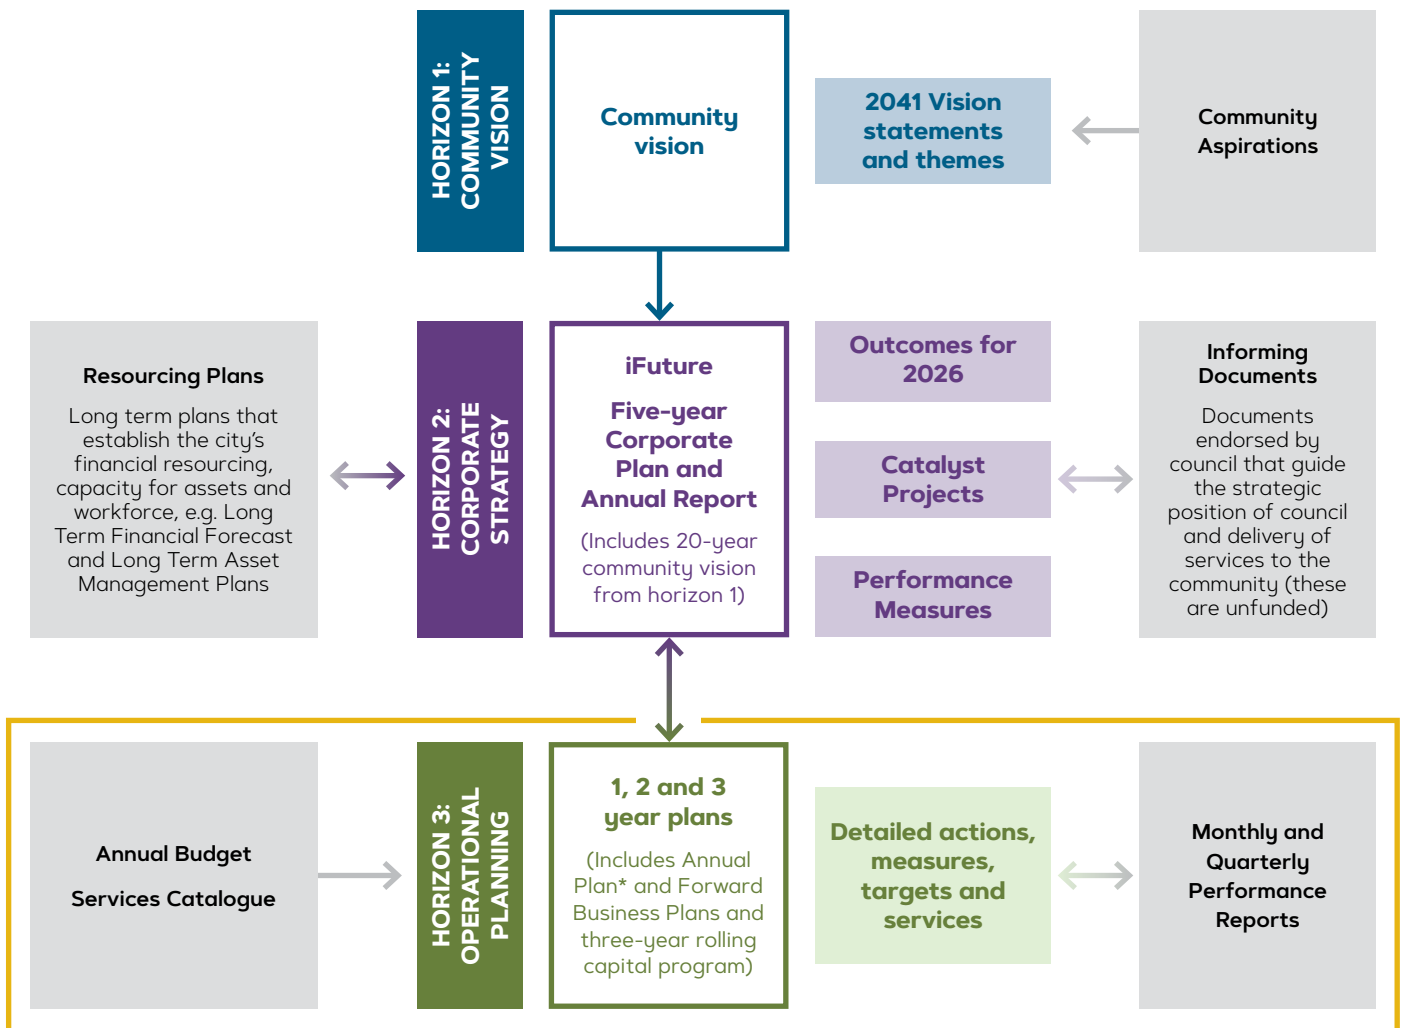 HORIZON 1:
COMMUNITY
VISION
Community
vision
2041 Vision
statements
and themes
Community
Aspirations
Resourcing Plans
Long term plans that
establish the city's
financial resourcing,
capacity for assets and
workforce, e.g. Long
Term Financial Forecast
and Long Term Asset
Management Plans
HORIZON 2:
CORPORATE
STRATEGY
iFuture
Five-year
Corporate
Plan and
Annual Report
(Includes 20-year
community vision
from horizon 1)
Outcomes for
2026
Catalyst
Projects
Performance
Measures
Informing
Documents
Documents
endorsed by
council that guide
the strategic
position of council
and delivery of
services to the
community (these
are unfunded)
Annual Budget
Services Catalogue
HORIZON 3:
OPERATIONAL
PLANNING
1, 2 and 3
year plans
(Includes Annual
Plan* and Forward
Business Plans and
three-year rolling
capital program)
Detailed actions,
measures,
targets and
services
Monthly and
Quarterly
Performance
Reports